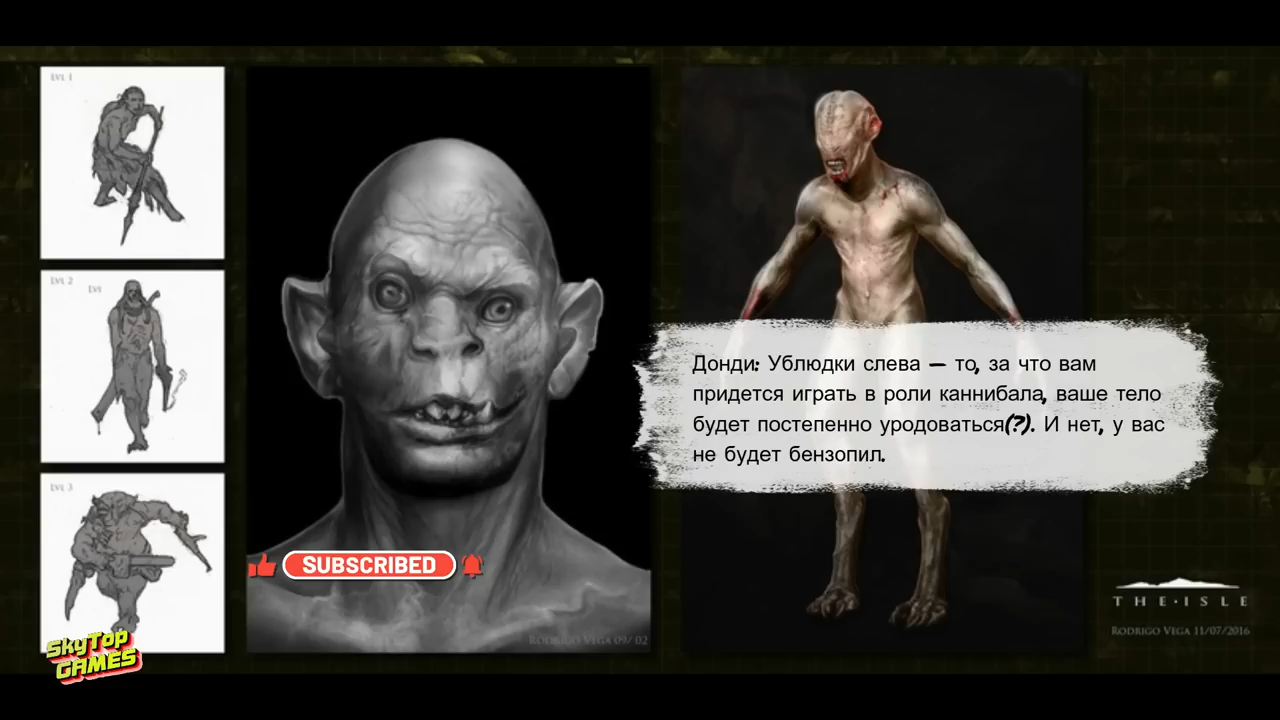 LVL 1
LVL 2
LVL
LVL 3
Донди: Ублюдки слева — то, за что вам
придется играть в роли каннибала, ваше тело
будет постепенно уродоваться(?). И нет, у вас
не будет бензопил.
SUBSCRIBED
RODRIGO VEGA 09/ 02
THE·ISLE
RODRIGO VEGA 11/07/2016
SKYTOP
GAMES